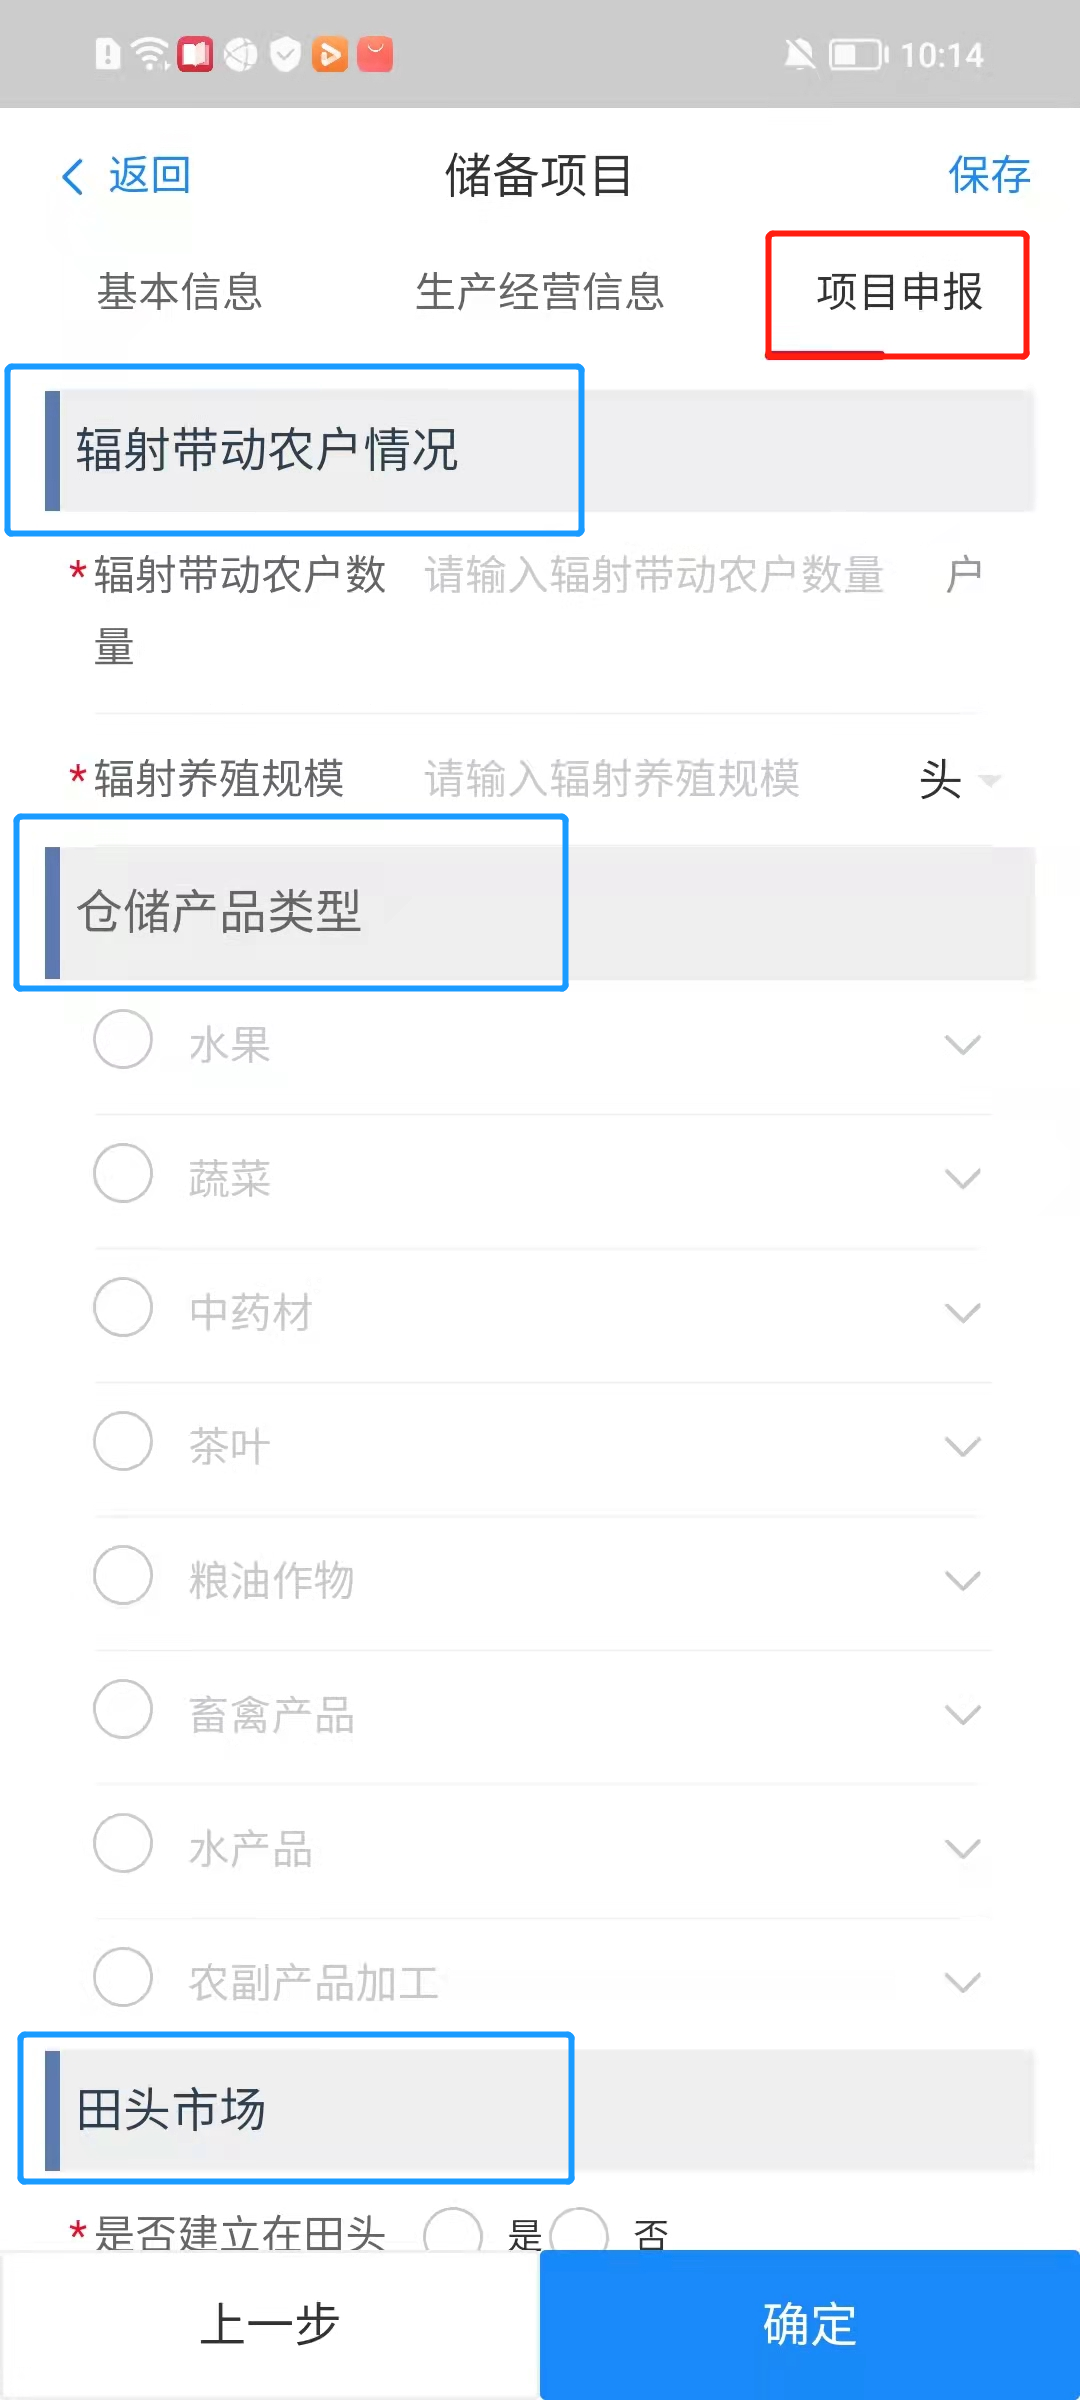 10:14
返回 储备项目 保存
基本信息 生产经营信息 项目申报
辐射带动农户情况
*辐射带动农户数量 请输入辐射带动农户数量 户
*辐射养殖规模 请输入辐射养殖规模 头
仓储产品类型
水果
蔬菜
中药材
茶叶
粮油作物
畜禽产品
水产品
农副产品加工
田头市场
*是否建立在田头 是 否
上一步 确定